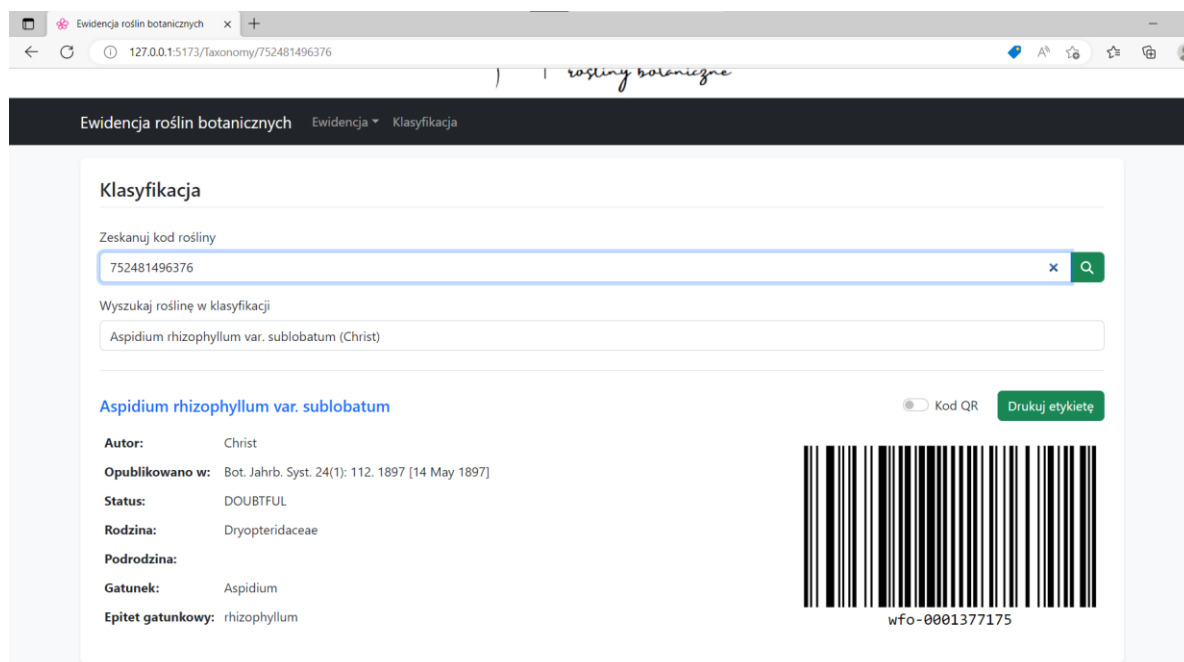 Ewidencja roślin botanicznych
127.0.0.1:5173/Taxonomy/752481496376
rośliny botaniczne
Ewidencja roślin botanicznych Ewidencja Klasyfikacja
Klasyfikacja
Zeskanuj kod rośliny
752481496376
Wyszukaj roślinę w klasyfikacji
Aspidium rhizophyllum var. sublobatum (Christ)
Aspidium rhizophyllum var. sublobatum Kod QR Drukuj etykietę
Autor: Christ
Opublikowano w: Bot. Jahrb. Syst. 24(1): 112. 1897 [14 May 1897]
Status: DOUBTFUL
Rodzina: Dryopteridaceae
Podrodzina:
Gatunek: Aspidium
Epitet gatunkowy: rhizophyllum
wfo-0001377175